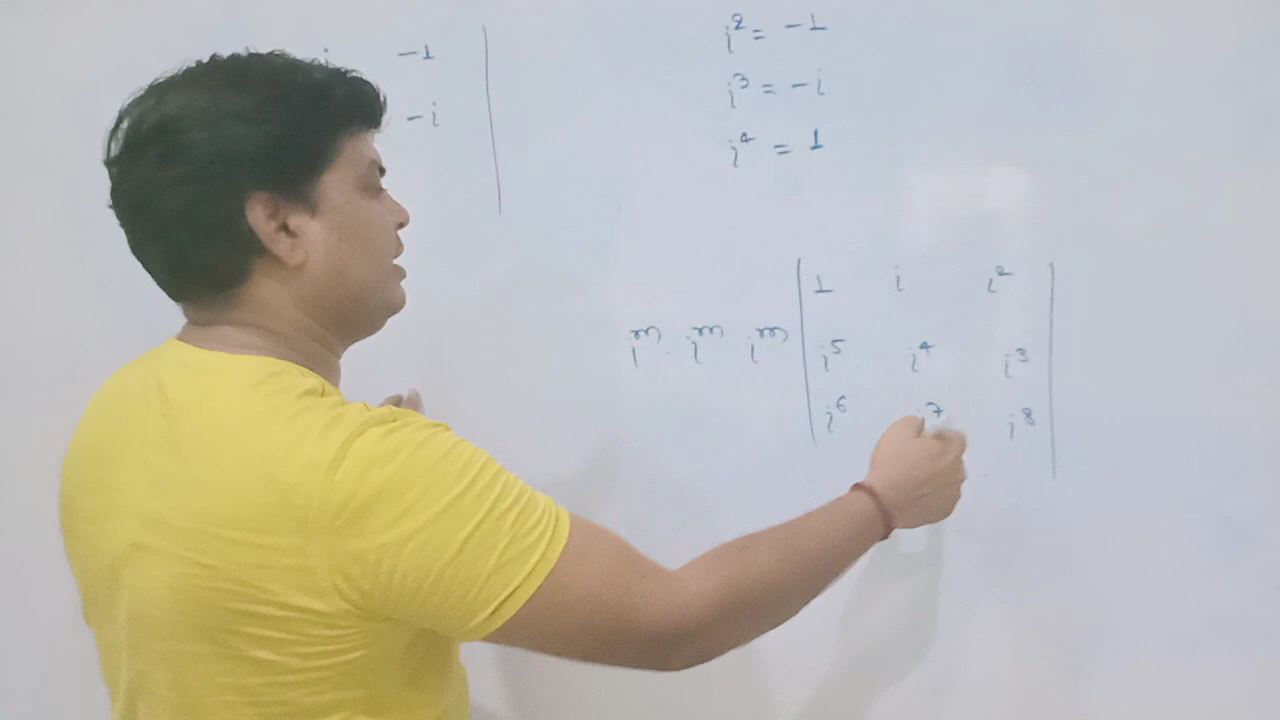 i -1
-i
i² = -1
i³ = -i
i⁴ = 1
1 i i²
iᵐ · iᵐ iᵐ i⁵ i⁴ i³
i⁶ i⁷ i⁸